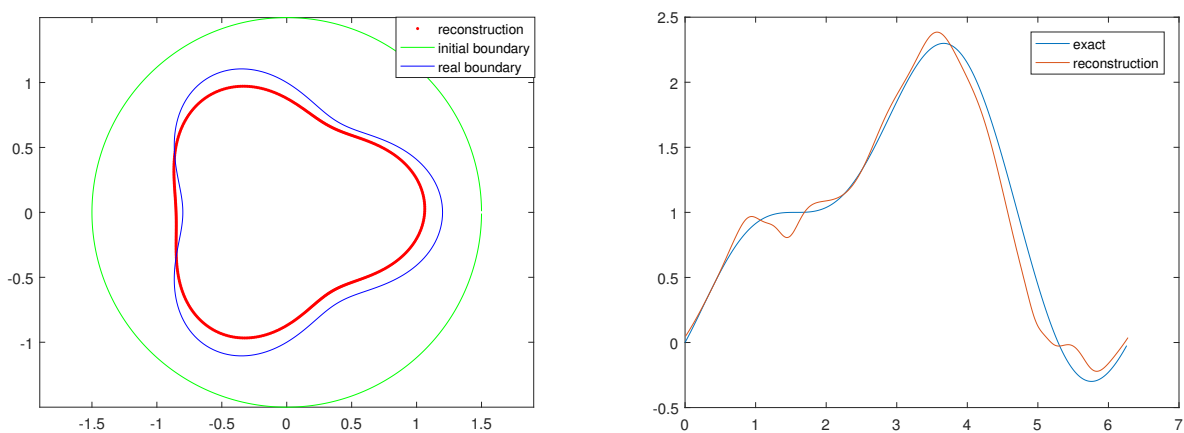 reconstruction
initial boundary
real boundary
1
0.5
0
-0.5
-1
-1.5 -1 -0.5 0 0.5 1 1.5
exact
reconstruction
2.5
2
1.5
1
0.5
0
-0.5
0 1 2 3 4 5 6 7